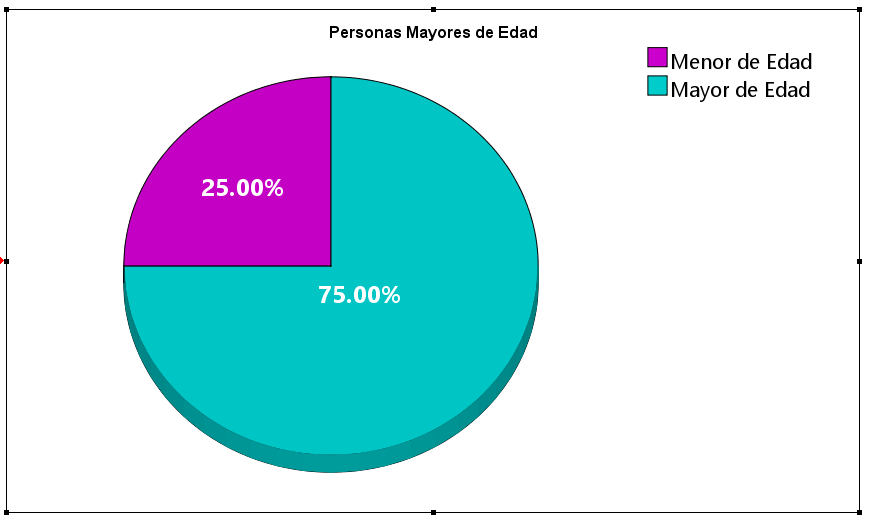 Personas Mayores de Edad
Menor de Edad
Mayor de Edad
25.00%
75.00%